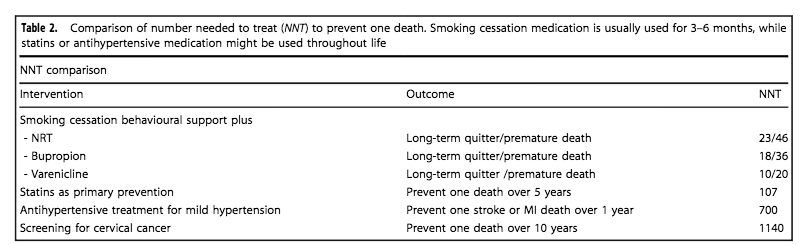 Table 2. Comparison of number needed to treat (NNT) to prevent one death. Smoking cessation medication is usually used for 3–6 months, while
statins or antihypertensive medication might be used throughout life
NNT comparison
Intervention Outcome NNT
Smoking cessation behavioural support plus
- NRT Long-term quitter/premature death 23/46
- Bupropion Long-term quitter/premature death 18/36
- Varenicline Long-term quitter /premature death 10/20
Statins as primary prevention Prevent one death over 5 years 107
Antihypertensive treatment for mild hypertension Prevent one stroke or MI death over 1 year 700
Screening for cervical cancer Prevent one death over 10 years 1140